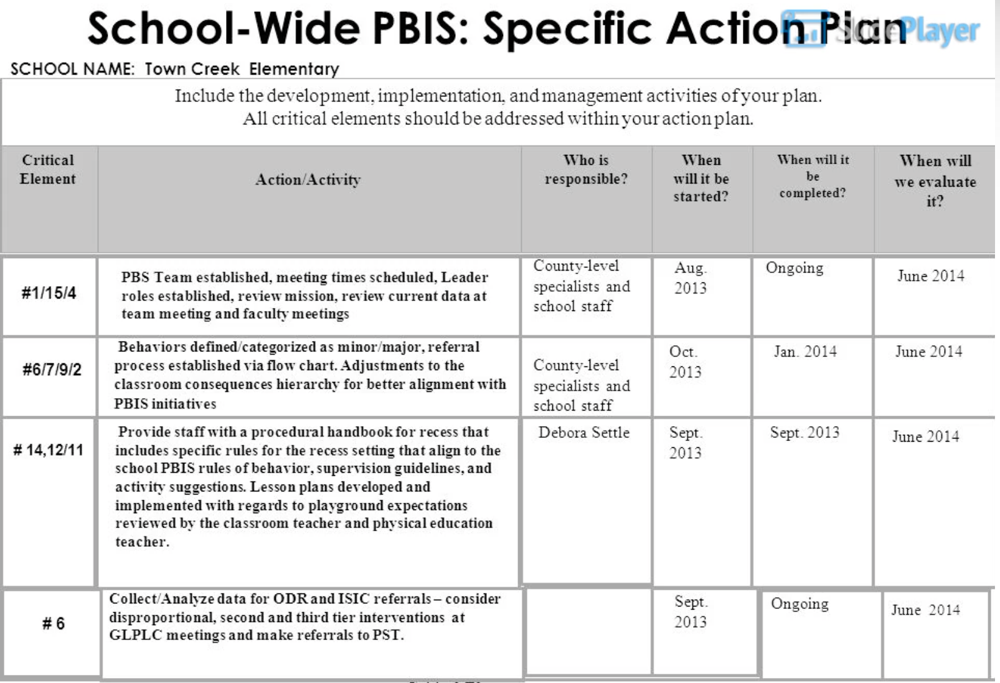 School-Wide PBIS: Specific Action Plan
SlidePlayer
SCHOOL NAME: Town Creek Elementary
Include the development, implementation, and management activities of your plan.
All critical elements should be addressed within your action plan.
Critical
Element
Action/Activity
Who is
responsible?
When
will it be
started?
When will it
be
completed?
When will
we evaluate
it?
#1/15/4
PBS Team established, meeting times scheduled, Leader
roles established, review mission, review current data at
team meeting and faculty meetings
County-level
specialists and
school staff
Aug.
2013
Ongoing
June 2014
#6/7/9/2
Behaviors defined/categorized as minor/major, referral
process established via flow chart. Adjustments to the
classroom consequences hierarchy for better alignment with
PBIS initiatives
County-level
specialists and
school staff
Oct.
2013
Jan. 2014
June 2014
# 14,12/11
Provide staff with a procedural handbook for recess that
includes specific rules for the recess setting that align to the
school PBIS rules of behavior, supervision guidelines, and
activity suggestions. Lesson plans developed and
implemented with regards to playground expectations
reviewed by the classroom teacher and physical education
teacher.
Debora Settle
Sept.
2013
Sept. 2013
June 2014
# 6
Collect/Analyze data for ODR and ISIC referrals – consider
disproportional, second and third tier interventions at
GLPLC meetings and make referrals to PST.
Sept.
2013
Ongoing
June 2014